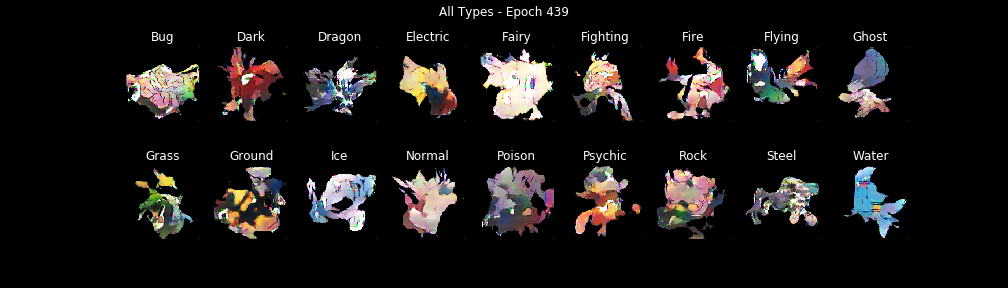 All Types - Epoch 439
Bug Dark Dragon Electric Fairy Fighting Fire Flying Ghost
Grass Ground Ice Normal Poison Psychic Rock Steel Water